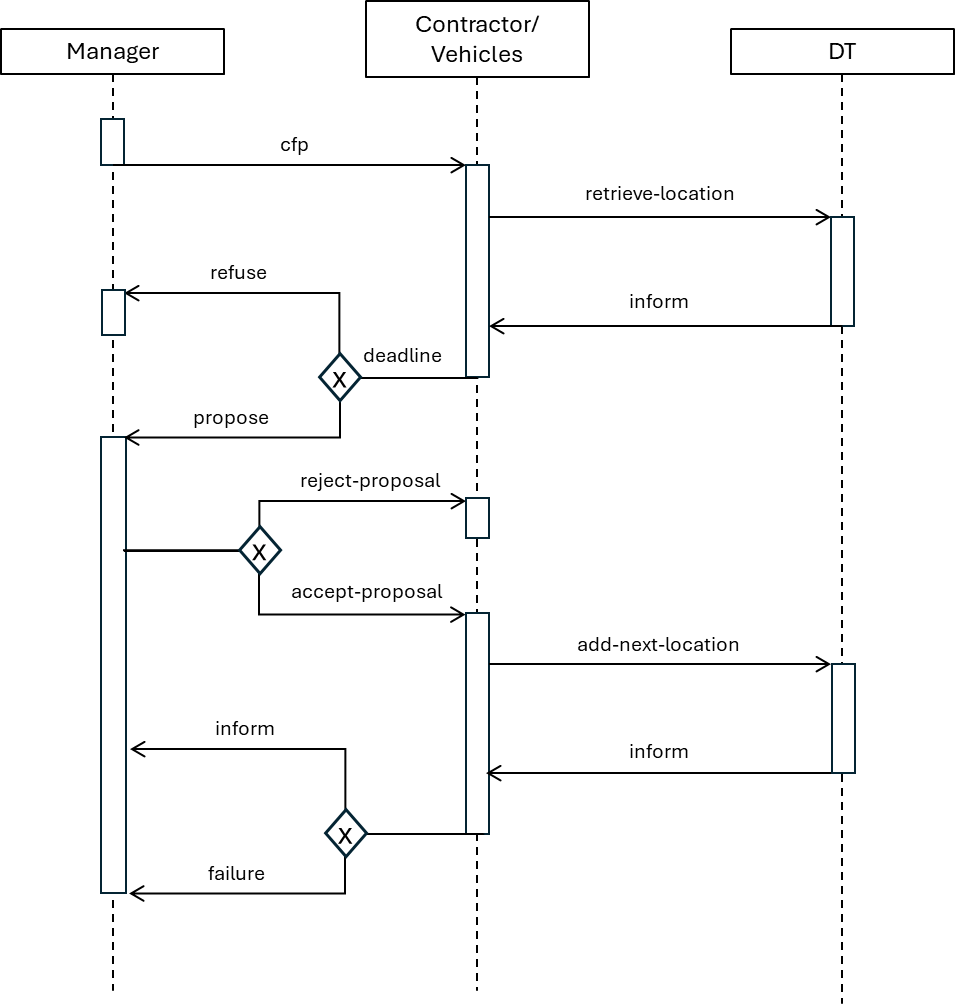 Manager
Contractor/
Vehicles
DT
cfp
retrieve-location
refuse
inform
deadline
X
propose
reject-proposal
X
accept-proposal
add-next-location
inform
inform
X
failure